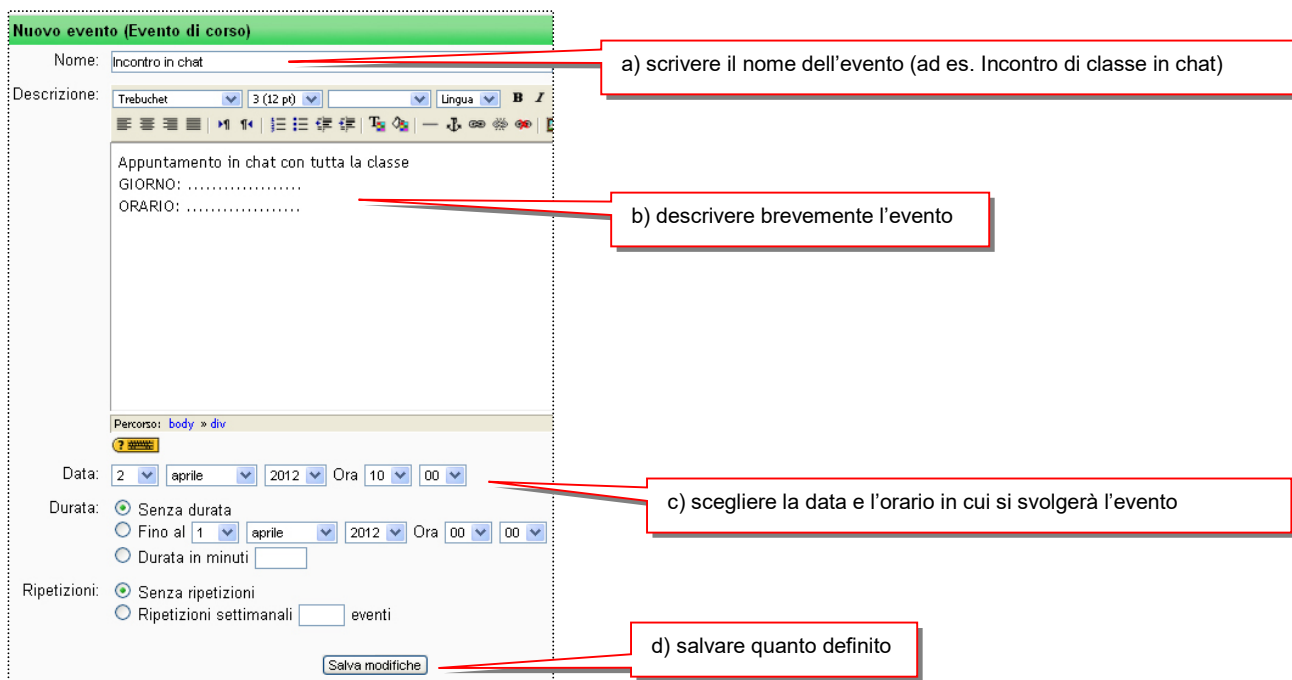 Nuovo evento (Evento di corso)
Nome: Incontro in chat
a) scrivere il nome dell'evento (ad es. Incontro di classe in chat)
Descrizione: Trebuchet 3 (12 pt) Lingua B I
Appuntamento in chat con tutta la classe
GIORNO: ...................
ORARIO: ...................
b) descrivere brevemente l'evento
Percorso: body » div
?
Data: 2 aprile 2012 Ora 10 00
c) scegliere la data e l'orario in cui si svolgerà l'evento
Durata: Senza durata
Fino al 1 aprile 2012 Ora 00 00
Durata in minuti
Ripetizioni: Senza ripetizioni
Ripetizioni settimanali eventi
d) salvare quanto definito
Salva modifiche